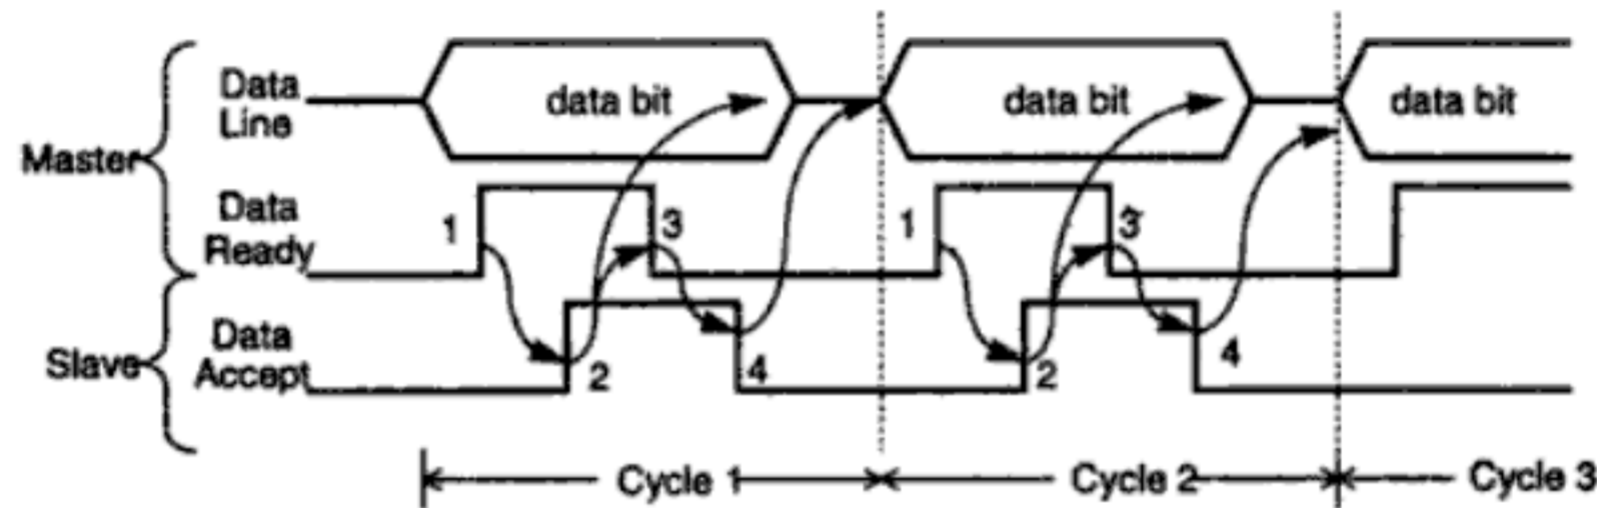 Data
Line
data bit
data bit
data bit
Master
Data
Ready
1
3
1
3
Slave
Data
Accept
2
4
2
4
Cycle 1
Cycle 2
Cycle 3